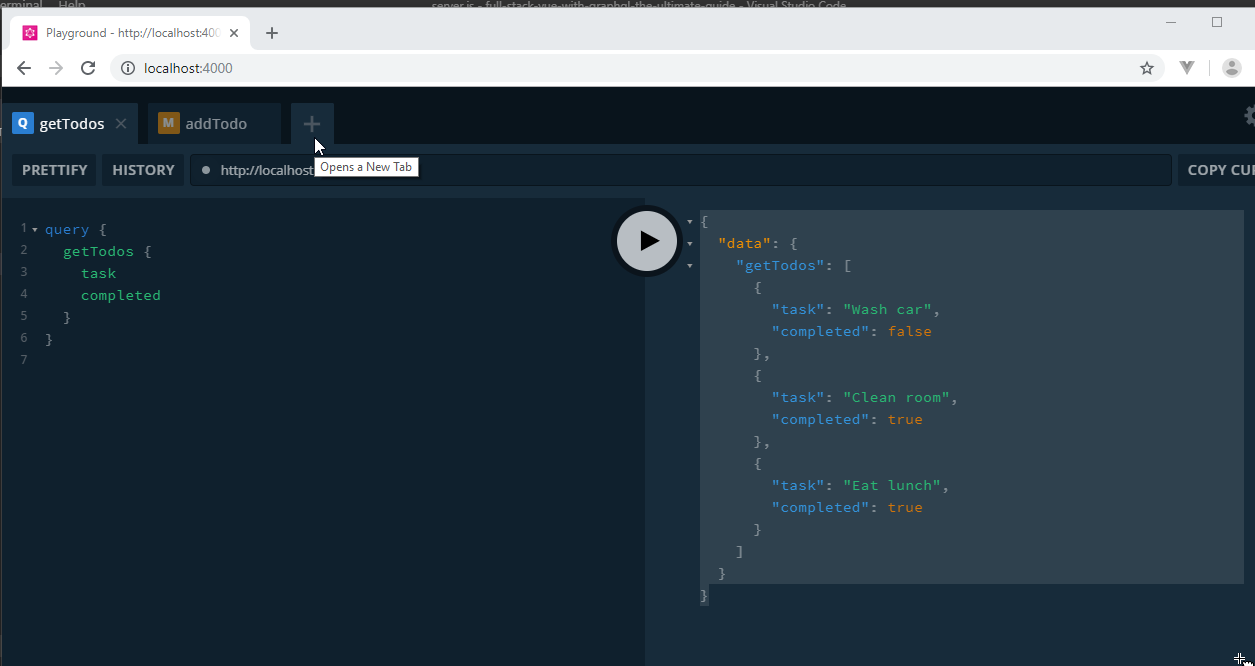 erminal Help server.js - full-stack-vue-with-graphql-the-ultimate-guide - Visual Studio Code
Playground - http://localhost:400
localhost:4000
Q getTodos M addTodo
Opens a New Tab
PRETTIFY HISTORY http://localhost COPY CUR
1 query {
2 getTodos {
3 task
4 completed
5 }
6 }
7
{
"data": {
"getTodos": [
{
"task": "Wash car",
"completed": false
},
{
"task": "Clean room",
"completed": true
},
{
"task": "Eat lunch",
"completed": true
}
]
}
}